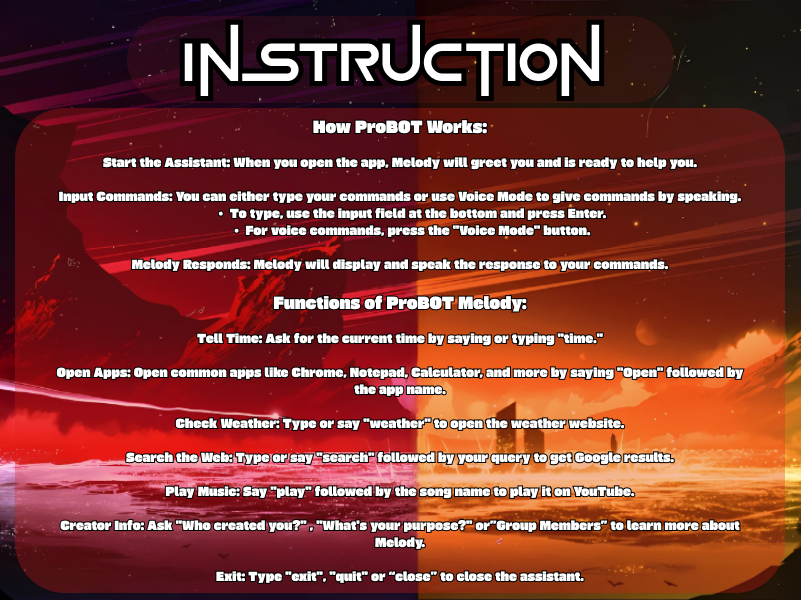 INSTRUCTION
How ProBOT Works:
Start the Assistant: When you open the app, Melody will greet you and is ready to help you.
Input Commands: You can either type your commands or use Voice Mode to give commands by speaking.
• To type, use the input field at the bottom and press Enter.
• For voice commands, press the "Voice Mode" button.
Melody Responds: Melody will display and speak the response to your commands.
Functions of ProBOT Melody:
Tell Time: Ask for the current time by saying or typing "time."
Open Apps: Open common apps like Chrome, Notepad, Calculator, and more by saying "Open" followed by
the app name.
Check Weather: Type or say "weather" to open the weather website.
Search the Web: Type or say "search" followed by your query to get Google results.
Play Music: Say "play" followed by the song name to play it on YouTube.
Creator Info: Ask "Who created you?" , "What's your purpose?" or"Group Members" to learn more about
Melody.
Exit: Type "exit", "quit" or "close" to close the assistant.